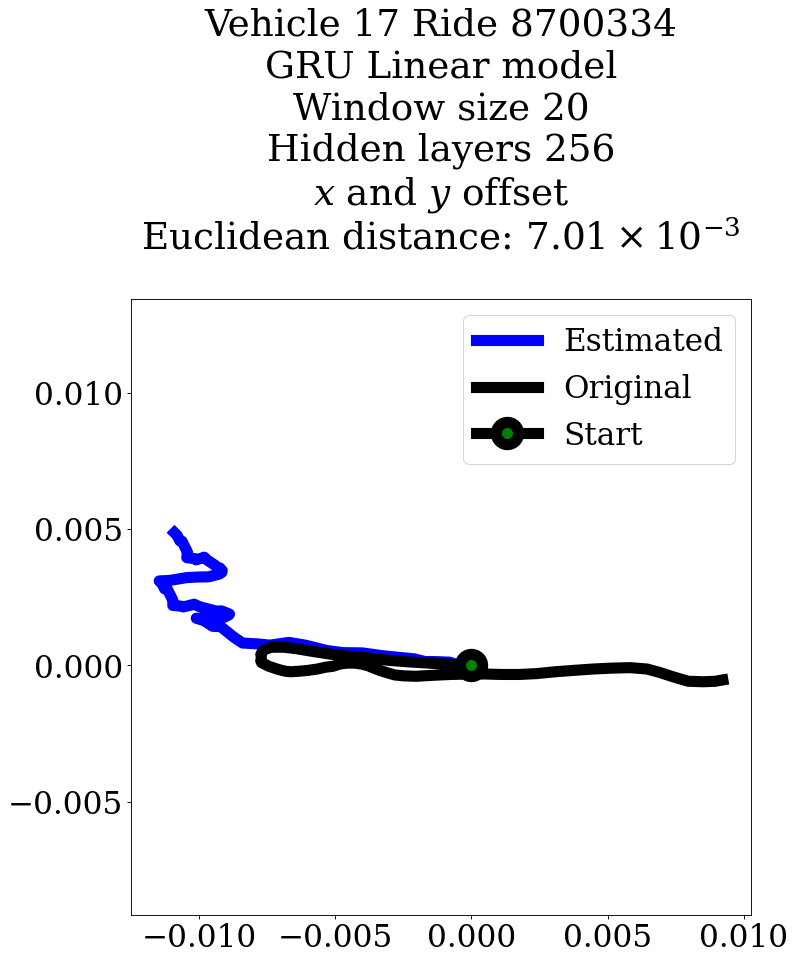 Vehicle 17 Ride 8700334
GRU Linear model
Window size 20
Hidden layers 256
x and y offset
Euclidean distance: 7.01 × 10⁻³
Estimated
Original
Start
0.010
0.005
0.000
−0.005
−0.010 −0.005 0.000 0.005 0.010